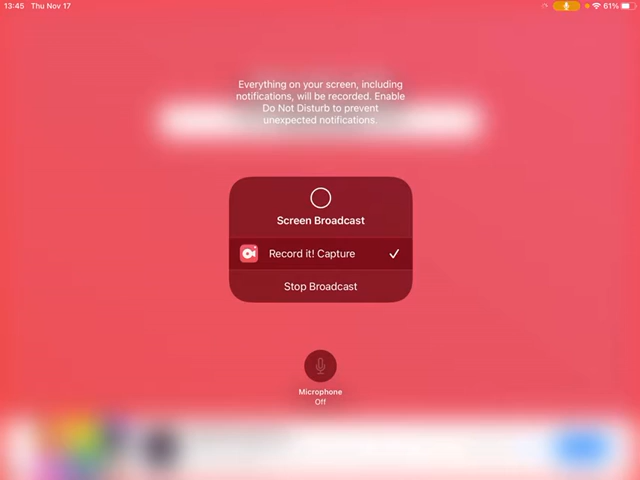 13:45 Thu Nov 17
61%
Everything on your screen, including
notifications, will be recorded. Enable
Do Not Disturb to prevent
unexpected notifications.
Screen Broadcast
Record it! Capture
Stop Broadcast
Microphone
Off